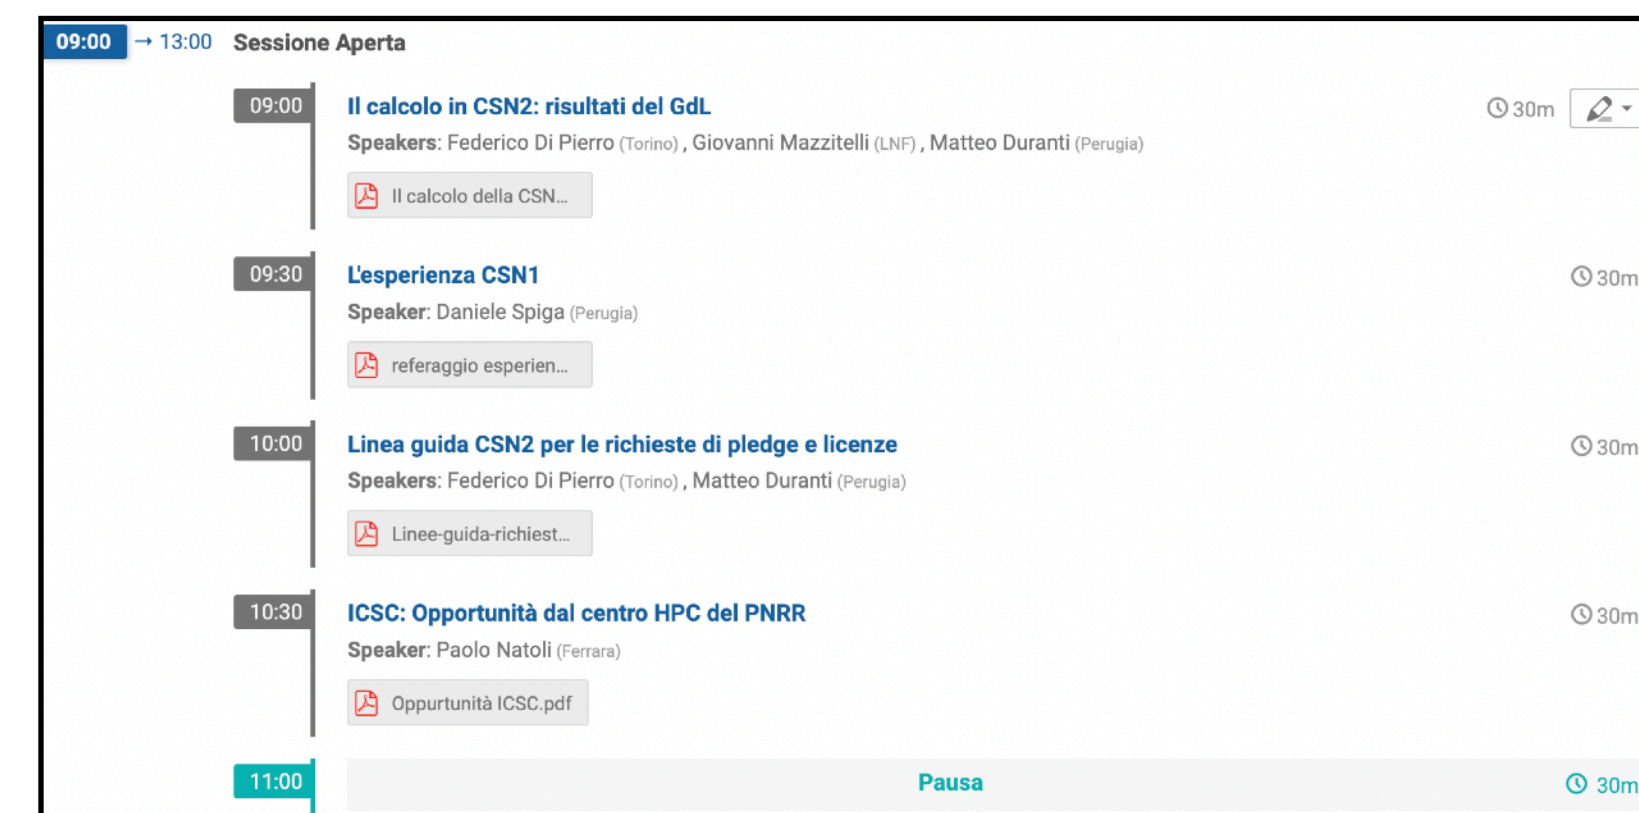 09:00 → 13:00 Sessione Aperta
09:00 Il calcolo in CSN2: risultati del GdL 30m
Speakers: Federico Di Pierro (Torino) , Giovanni Mazzitelli (LNF) , Matteo Duranti (Perugia)
Il calcolo della CSN...
09:30 L'esperienza CSN1 30m
Speaker: Daniele Spiga (Perugia)
referaggio esperien...
10:00 Linea guida CSN2 per le richieste di pledge e licenze 30m
Speakers: Federico Di Pierro (Torino) , Matteo Duranti (Perugia)
Linee-guida-richiest...
10:30 ICSC: Opportunità dal centro HPC del PNRR 30m
Speaker: Paolo Natoli (Ferrara)
Oppurtunità ICSC.pdf
11:00 Pausa 30m